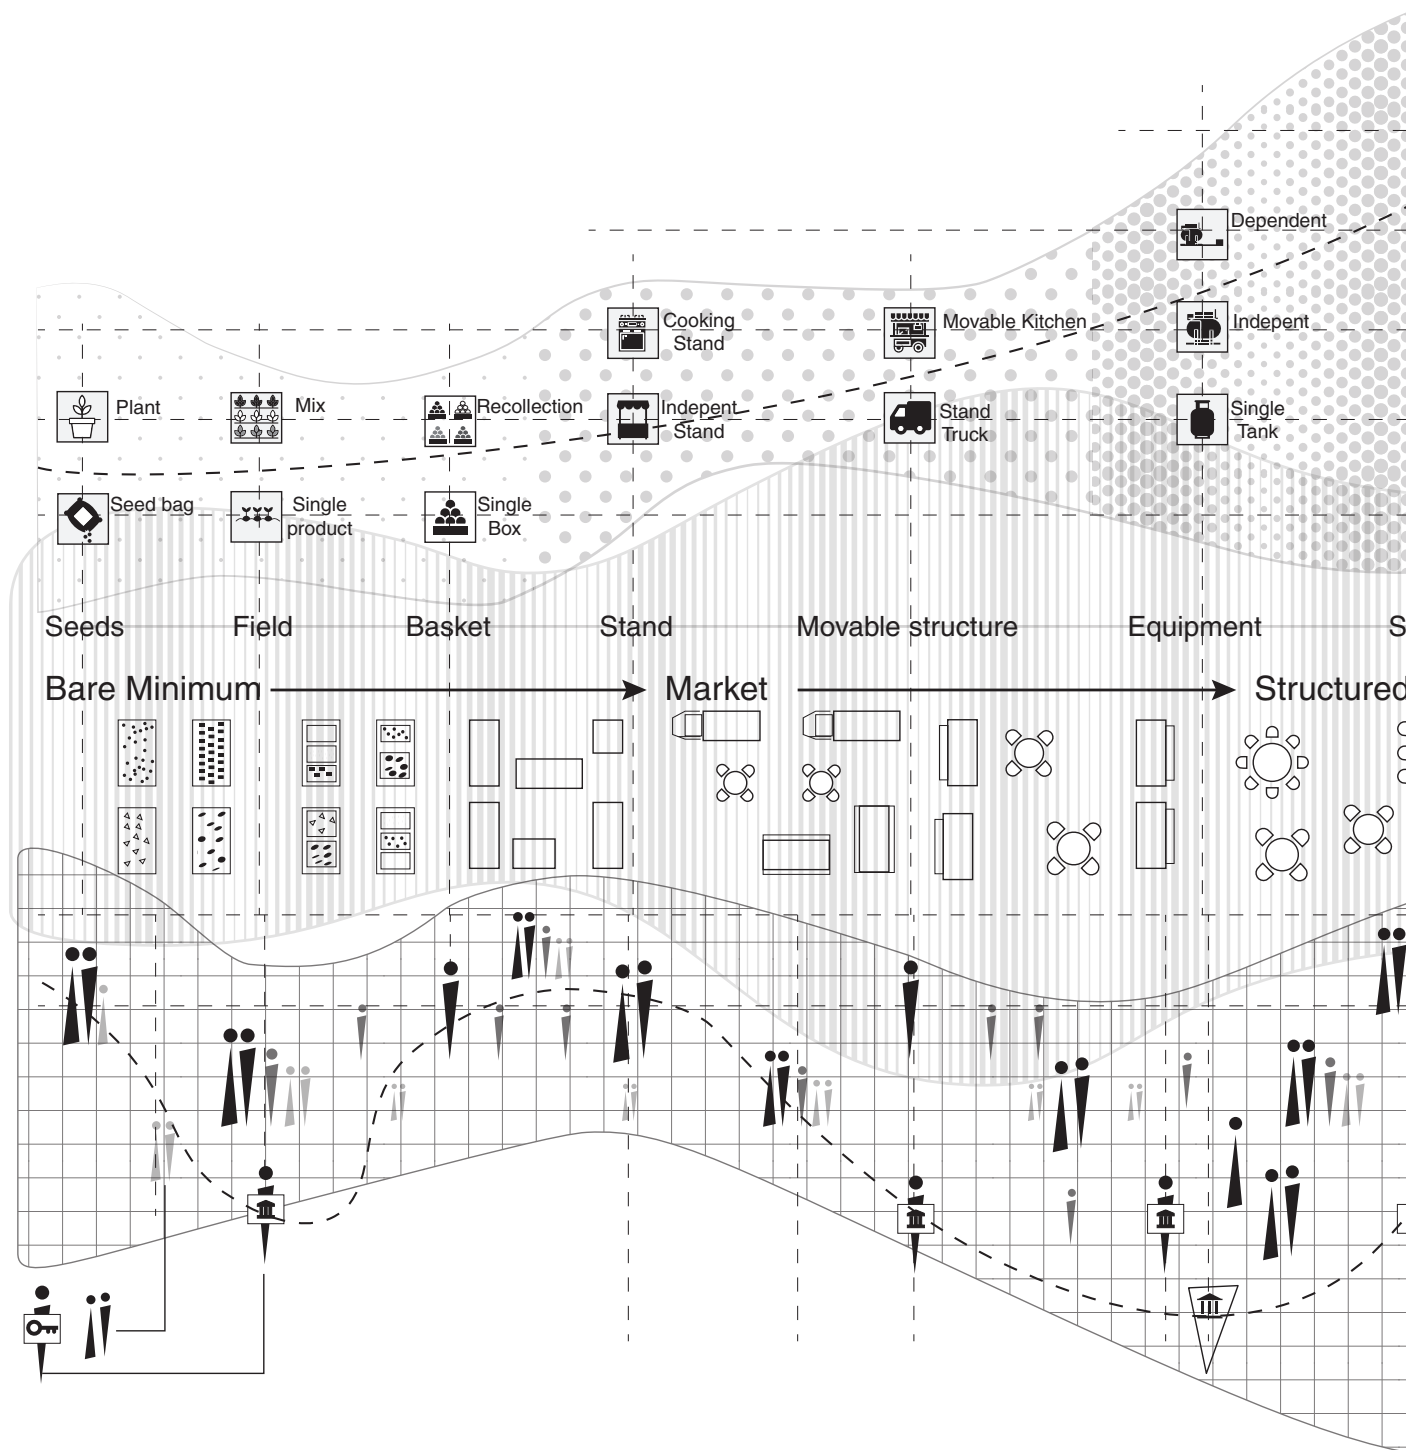 Dependent
Cooking
Stand
Movable Kitchen
Indepent
Plant
Mix
Recollection
Indepent
Stand
Stand
Truck
Single
Tank
Seed bag
Single
product
Single
Box
Seeds
Field
Basket
Stand
Movable structure
Equipment
S
Bare Minimum
Market
Structured